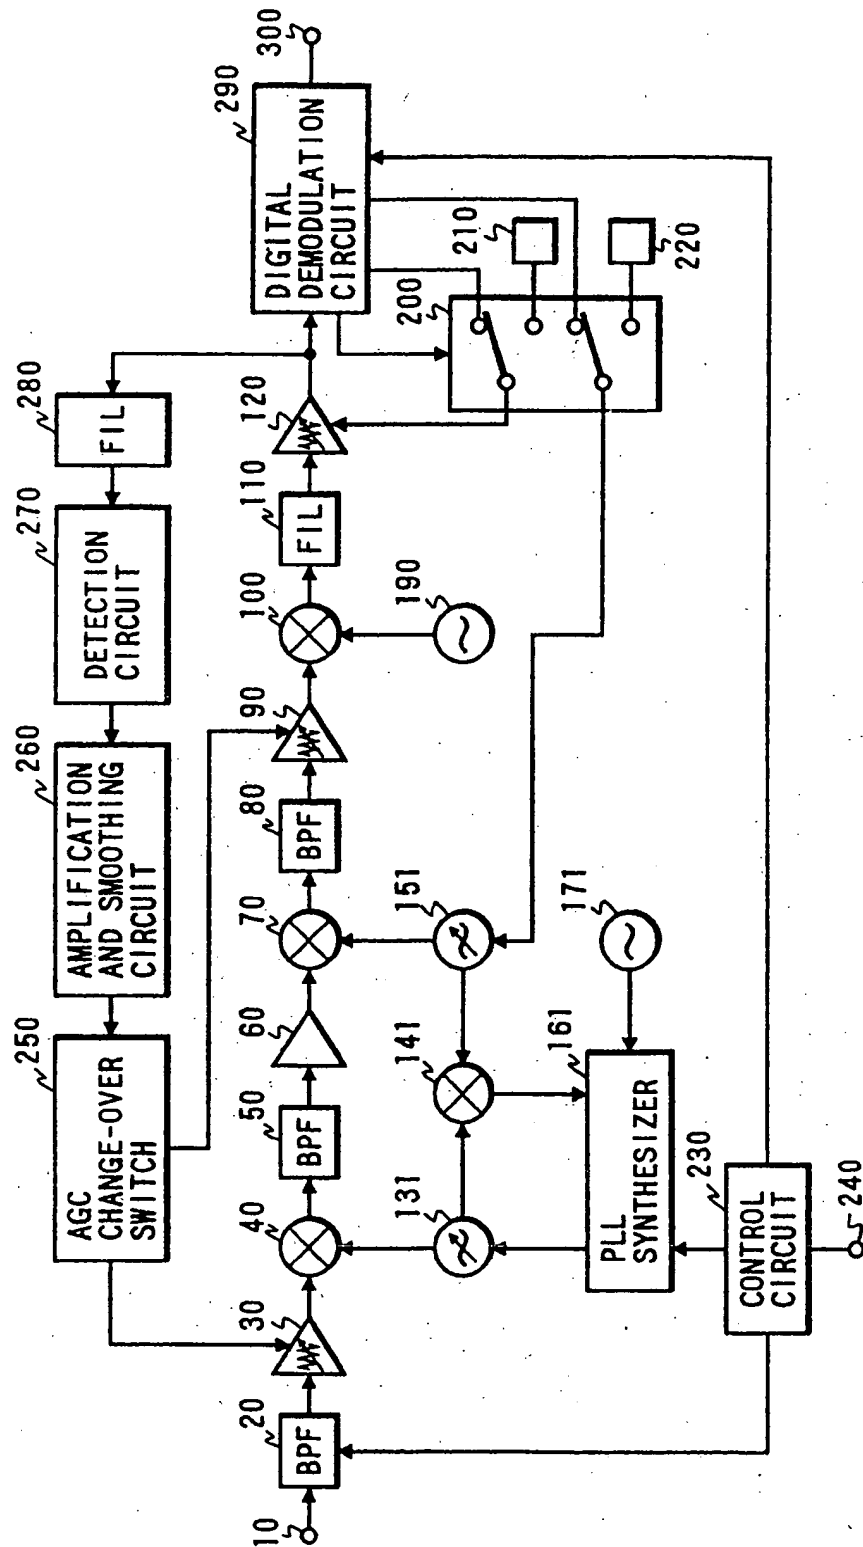 250
AGC
CHANGE-OVER
SWITCH
260
AMPLIFICATION
AND SMOOTHING
CIRCUIT
270
DETECTION
CIRCUIT
280
FIL
10
20
BPF
30
40
50
BPF
60
70
80
BPF
90
100
110
FIL
120
290
DIGITAL
DEMODULATION
CIRCUIT
300
131
141
151
190
200
210
220
161
PLL
SYNTHESIZER
171
230
CONTROL
CIRCUIT
240